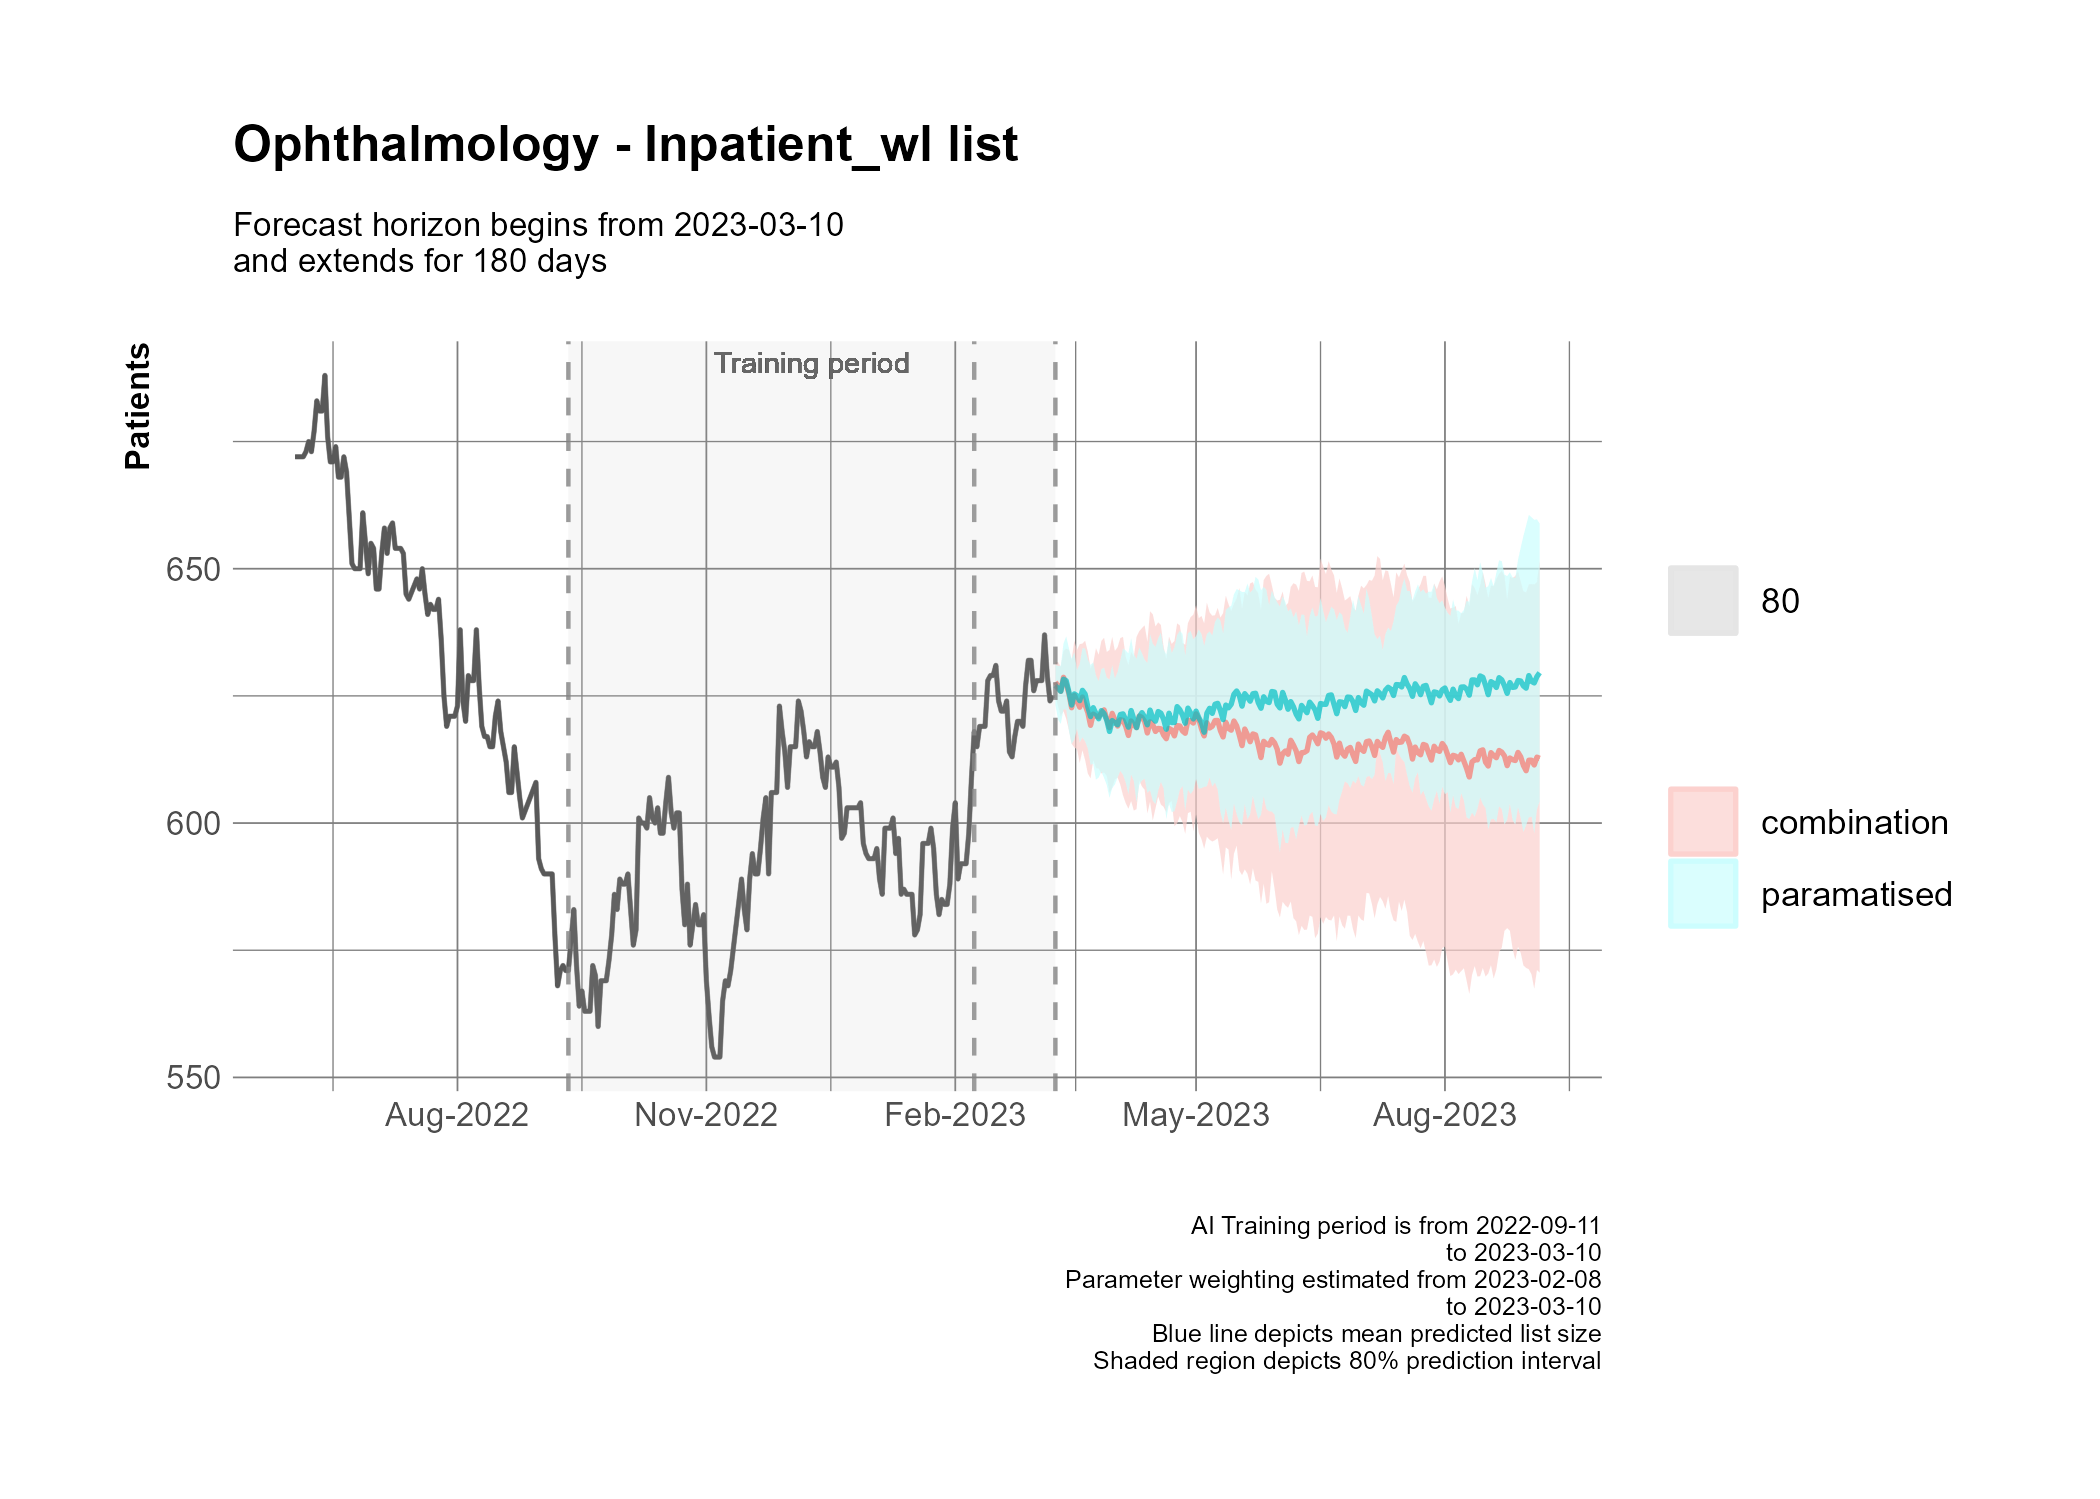 Ophthalmology - Inpatient_wl list
Forecast horizon begins from 2023-03-10
and extends for 180 days
Patients
Training period
650
600
550
Aug-2022
Nov-2022
Feb-2023
May-2023
Aug-2023
80
combination
paramatised
AI Training period is from 2022-09-11
to 2023-03-10
Parameter weighting estimated from 2023-02-08
to 2023-03-10
Blue line depicts mean predicted list size
Shaded region depicts 80% prediction interval